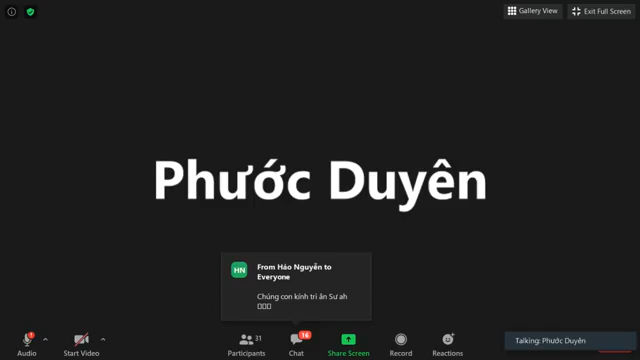 Gallery View
Exit Full Screen
Phước Duyên
HN
From Hảo Nguyễn to
Everyone
Chúng con kính tri ân Sư ah
31
16
Audio
Start Video
Participants
Chat
Share Screen
Record
Reactions
Talking: Phước Duyên